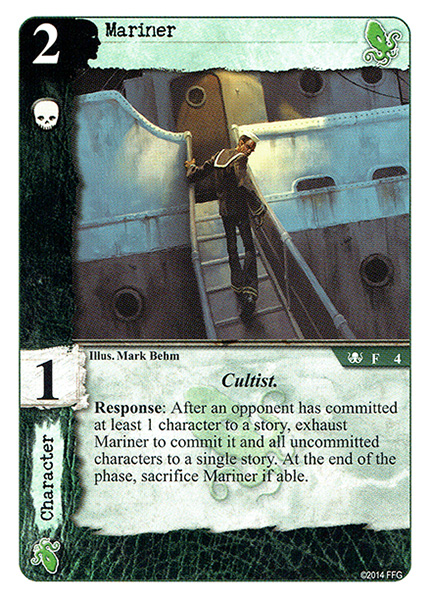 2
Mariner
Illus. Mark Behm
F 4
1
Cultist.
Response: After an opponent has committed
at least 1 character to a story, exhaust
Mariner to commit it and all uncommitted
characters to a single story. At the end of the
phase, sacrifice Mariner if able.
Character
©2014 FFG